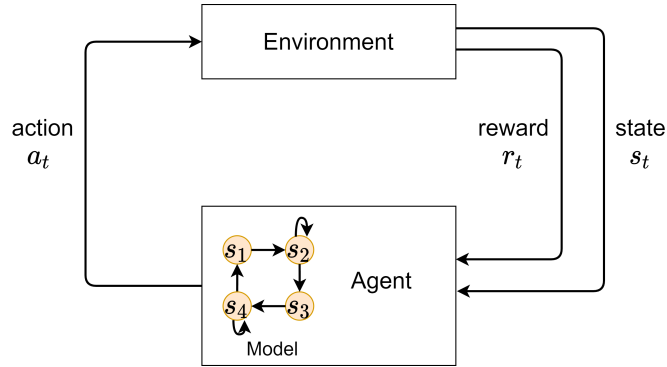 Environment
action
a_t
reward
r_t
state
s_t
s_1
s_2
Agent
s_4
s_3
Model